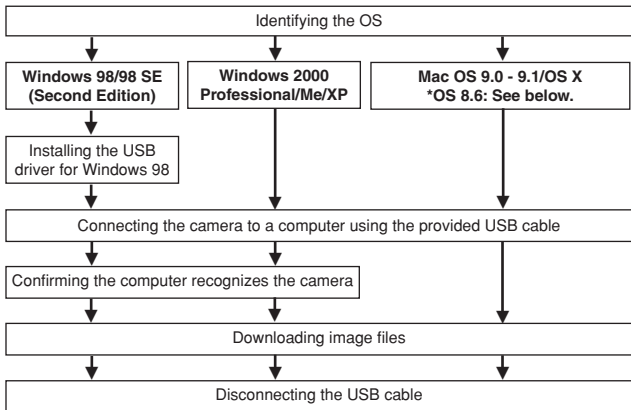 Identifying the OS
Windows 98/98 SE
(Second Edition)
Windows 2000
Professional/Me/XP
Mac OS 9.0 - 9.1/OS X
*OS 8.6: See below.
Installing the USB
driver for Windows 98
Connecting the camera to a computer using the provided USB cable
Confirming the computer recognizes the camera
Downloading image files
Disconnecting the USB cable